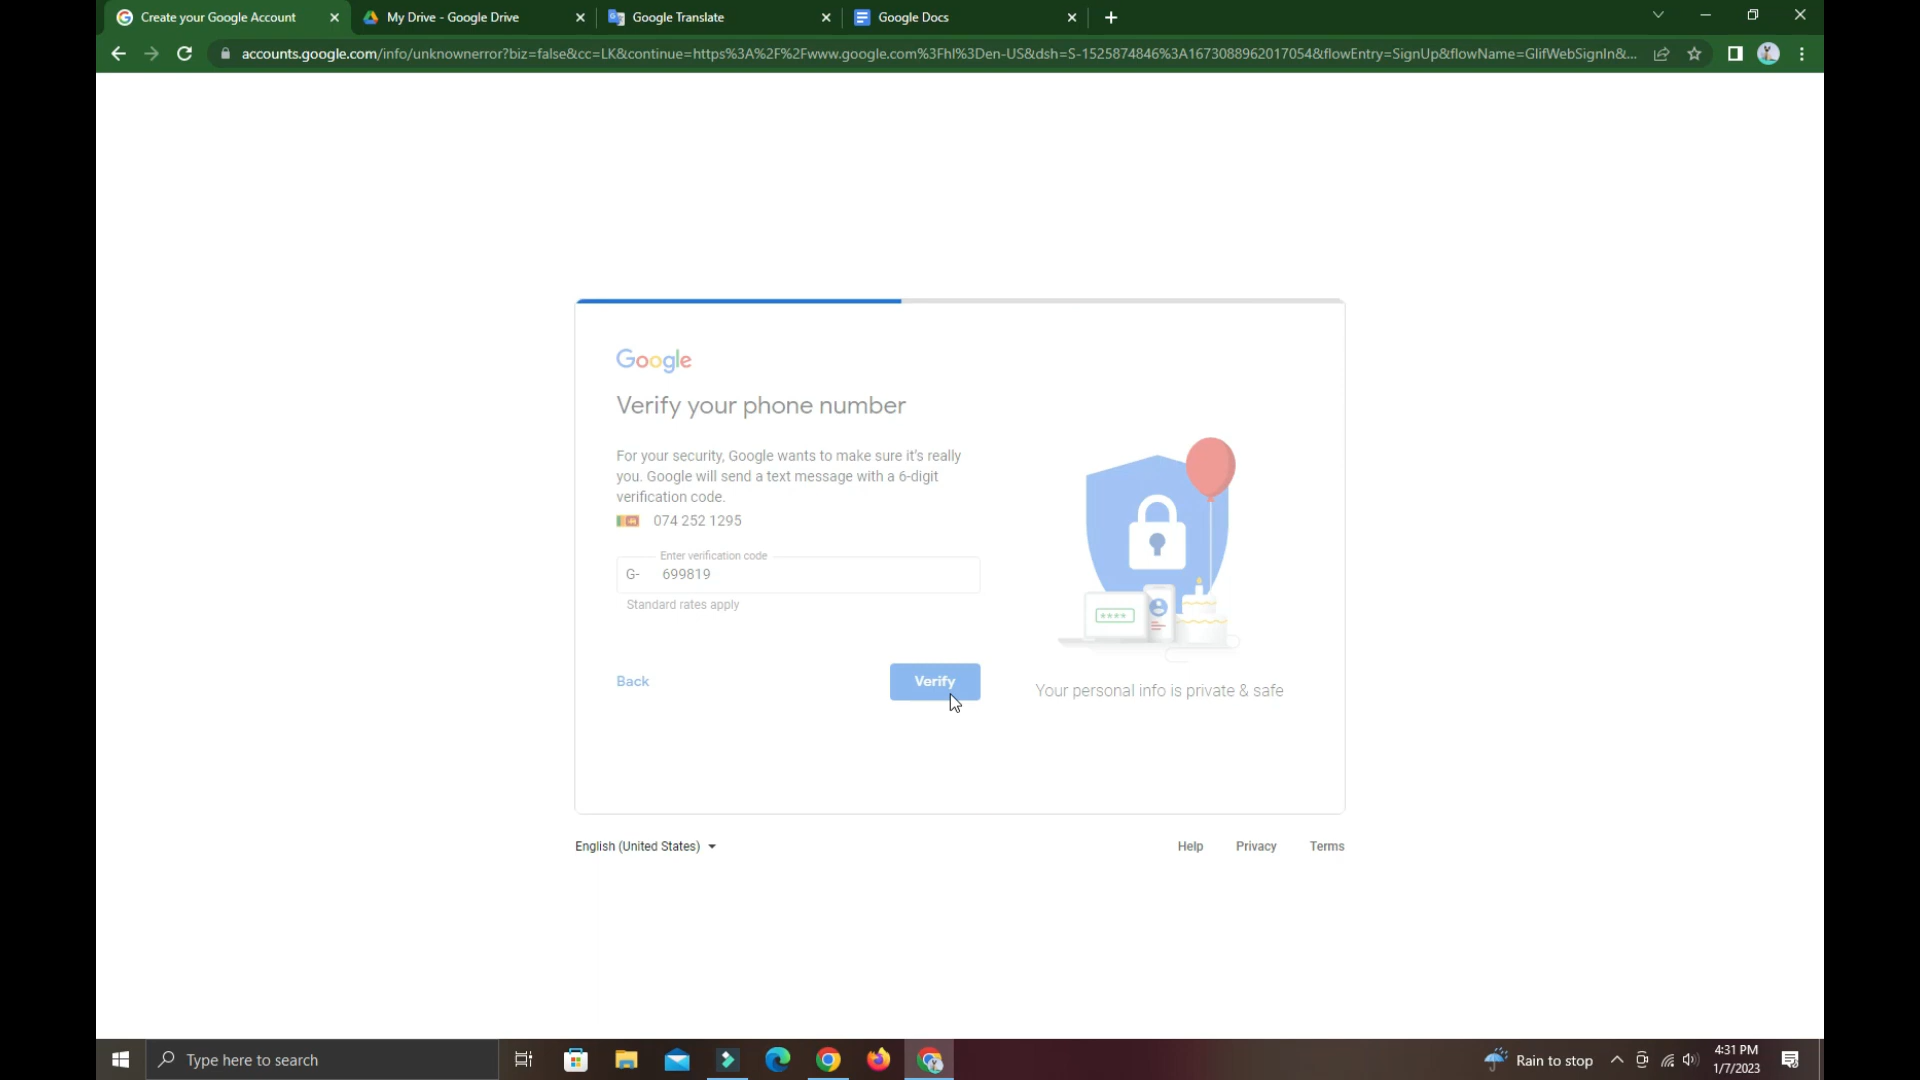 Create your Google Account
My Drive - Google Drive
Google Translate
Google Docs
accounts.google.com/info/unknownerror?biz=false&cc=LK&continue=https%3A%2F%2Fwww.google.com%3Fhl%3Den-US&dsh=S-1525874846%3A1673088962017054&flowEntry=SignUp&flowName=GlifWebSignIn&...
Google
Verify your phone number
For your security, Google wants to make sure it's really
you. Google will send a text message with a 6-digit
verification code.
074 252 1295
Enter verification code
G- 699819
Standard rates apply
Back
Verify
****
Your personal info is private & safe
English (United States)
Help
Privacy
Terms
Type here to search
Rain to stop
4:31 PM
1/7/2023